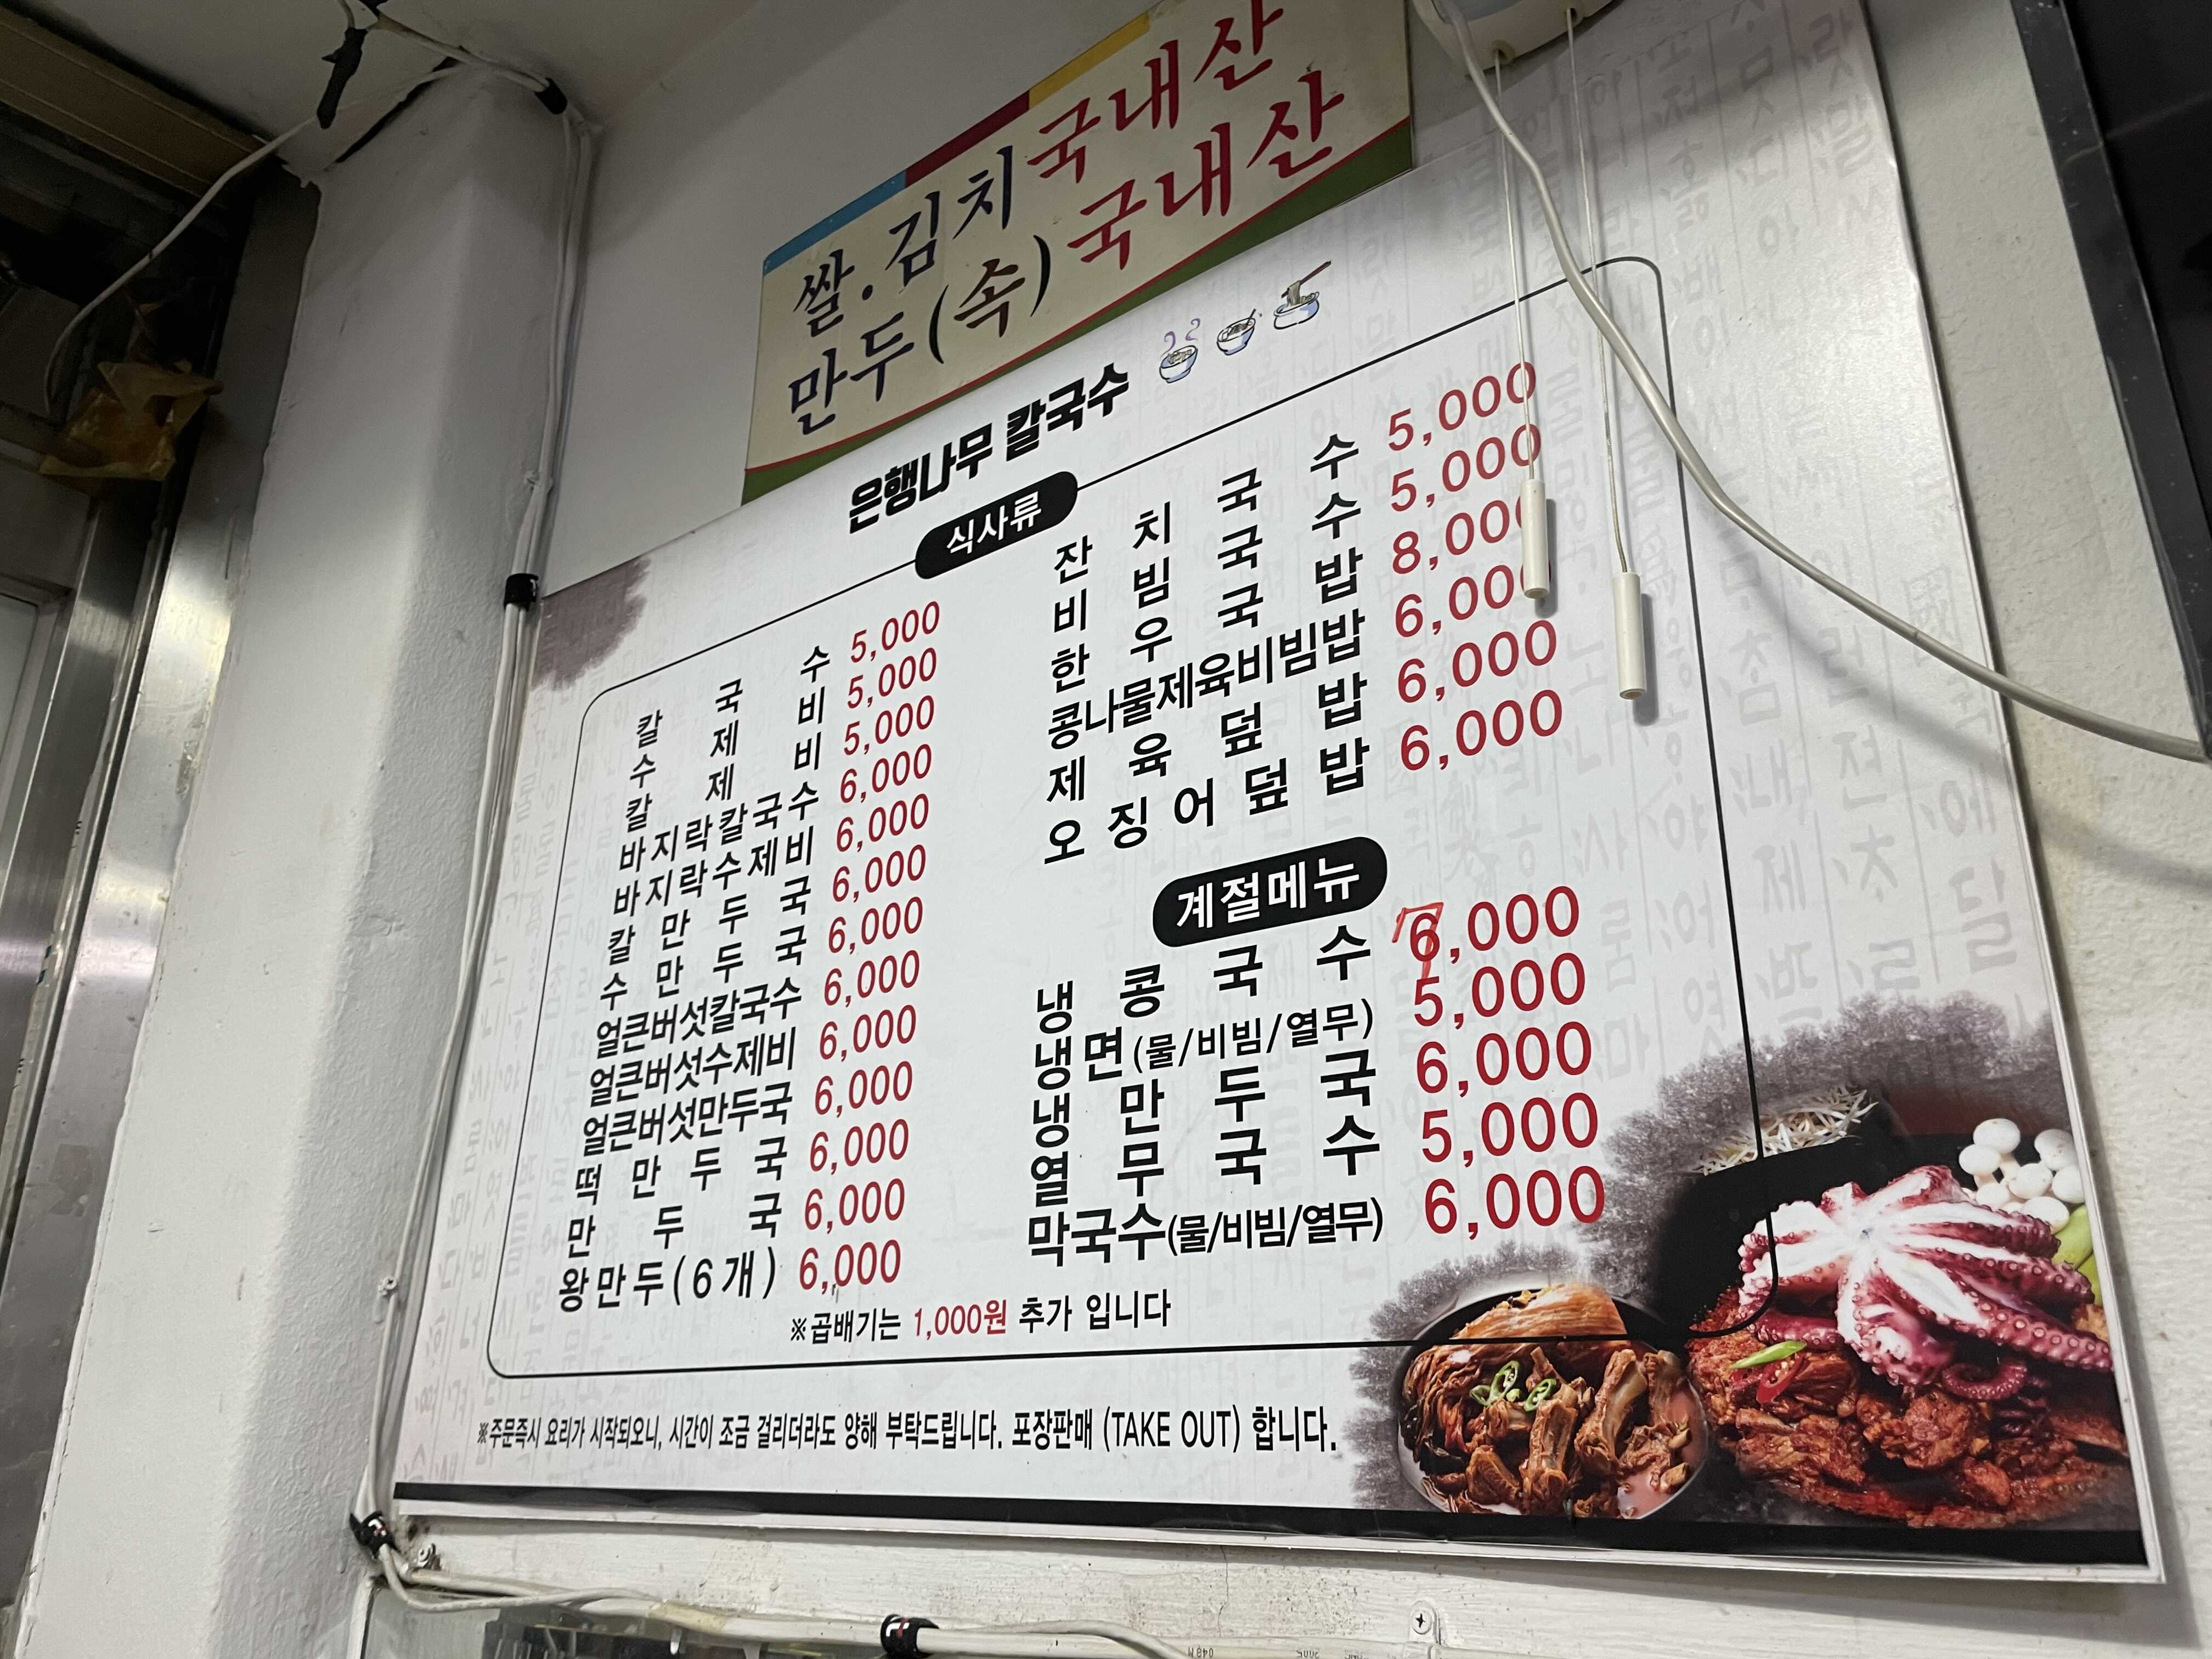 쌀.김치국내산
만두(속)국내산
은행나무 칼국수
식사류
칼국수 5,000
수제비 5,000
칼제비 5,000
바지락칼국수 6,000
바지락수제비 6,000
칼만두국 6,000
수만두국 6,000
얼큰버섯칼국수 6,000
얼큰버섯수제비 6,000
얼큰버섯만두국 6,000
떡만두국 6,000
만두국 6,000
왕만두(6개) 6,000
잔치국수 5,000
비빔국수 5,000
한우국밥 8,000
콩나물제육비빔밥 6,000
제육덮밥 6,000
오징어덮밥 6,000
계절메뉴
냉콩국수 7,000
냉면(물/비빔/열무) 5,000
냉만두국 6,000
열무국수 5,000
막국수(물/비빔/열무) 6,000
※곱배기는 1,000원 추가 입니다
※주문즉시 요리가 시작되오니, 시간이 조금 걸리더라도 양해 부탁드립니다. 포장판매 (TAKE OUT) 합니다.